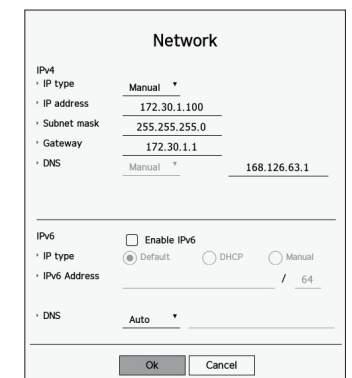 Network
IPv4
IP type Manual
IP address 172.30.1.100
Subnet mask 255.255.255.0
Gateway 172.30.1.1
DNS Manual 168.126.63.1
IPv6 Enable IPv6
IP type Default DHCP Manual
IPv6 Address / 64
DNS Auto
Ok Cancel